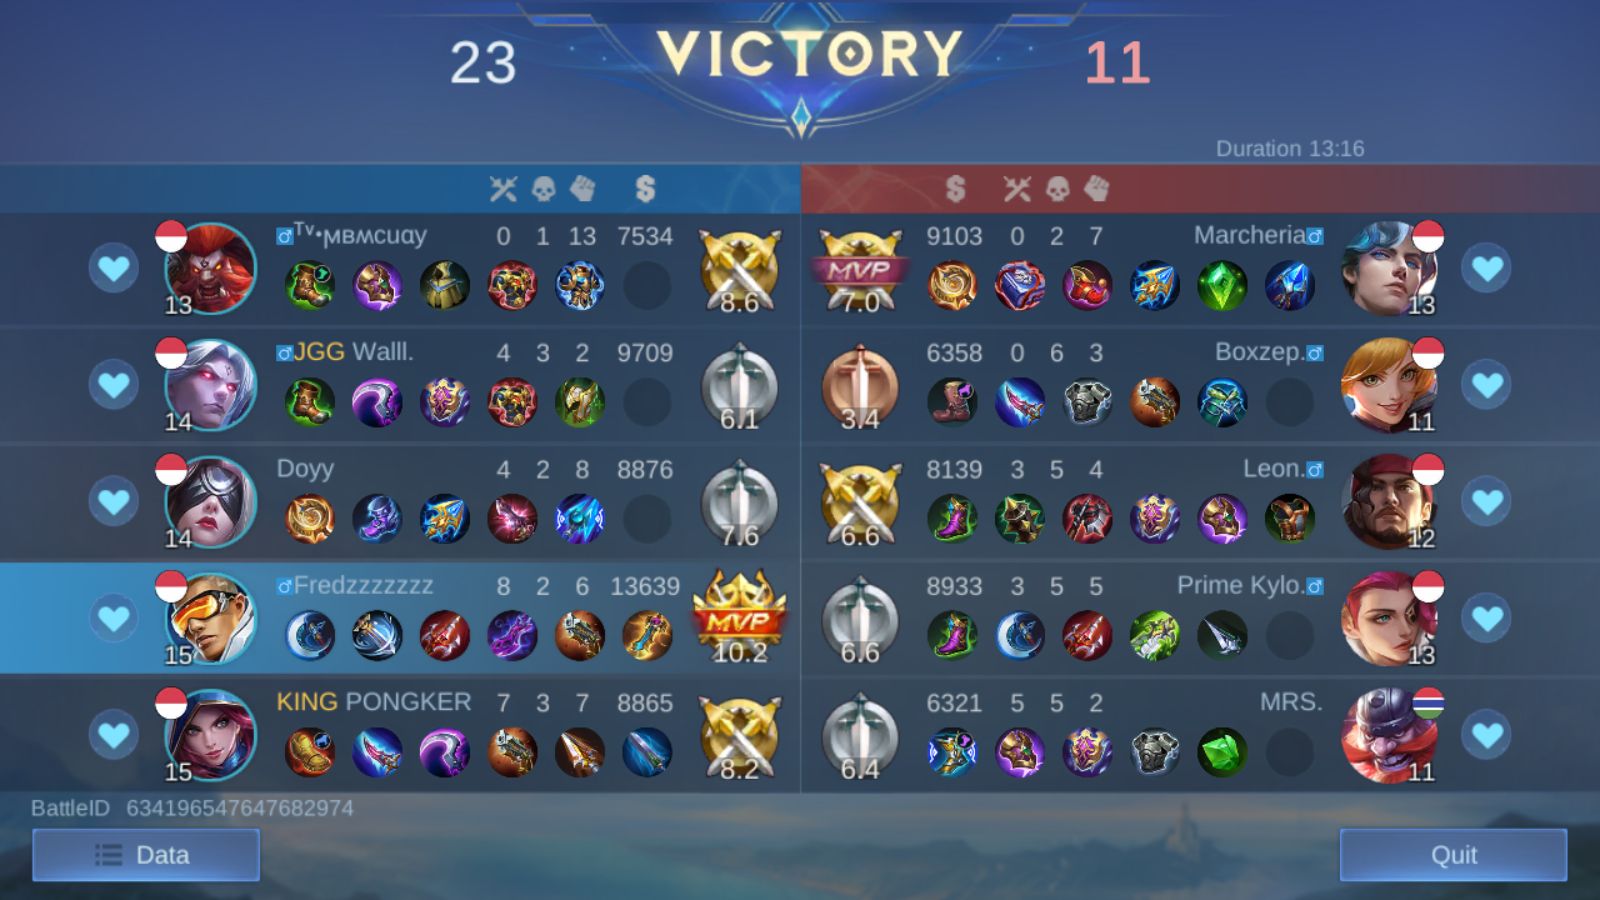 23 VICTORY 11
Duration 13:16
Tv•мвмcuαy 0 1 13 7534
13 8.6
9103 0 2 7 Marcheria
MVP 7.0 13
JGG Walll. 4 3 2 9709
14 6.1
6358 0 6 3 Boxzep.
3.4 11
Doyy 4 2 8 8876
14 7.6
8139 3 5 4 Leon.
6.6 12
Fredzzzzzzz 8 2 6 13639
15 MVP 10.2
8933 3 5 5 Prime Kylo.
6.6 13
KING PONGKER 7 3 7 8865
15 8.2
6321 5 5 2 MRS.
6.4 11
BattleID 634196547647682974
Data
Quit